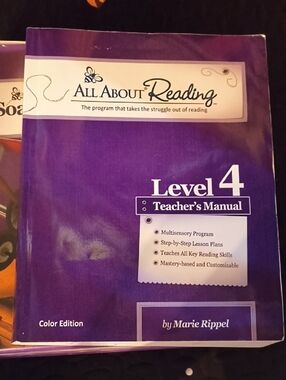 All About Reading
The program that takes the struggle out of reading
Level 4
Teacher's Manual
Multisensory Program
Step-by-Step Lesson Plans
Teaches All Key Reading Skills
Mastery-based and Customizable
Color Edition
by Marie Rippel